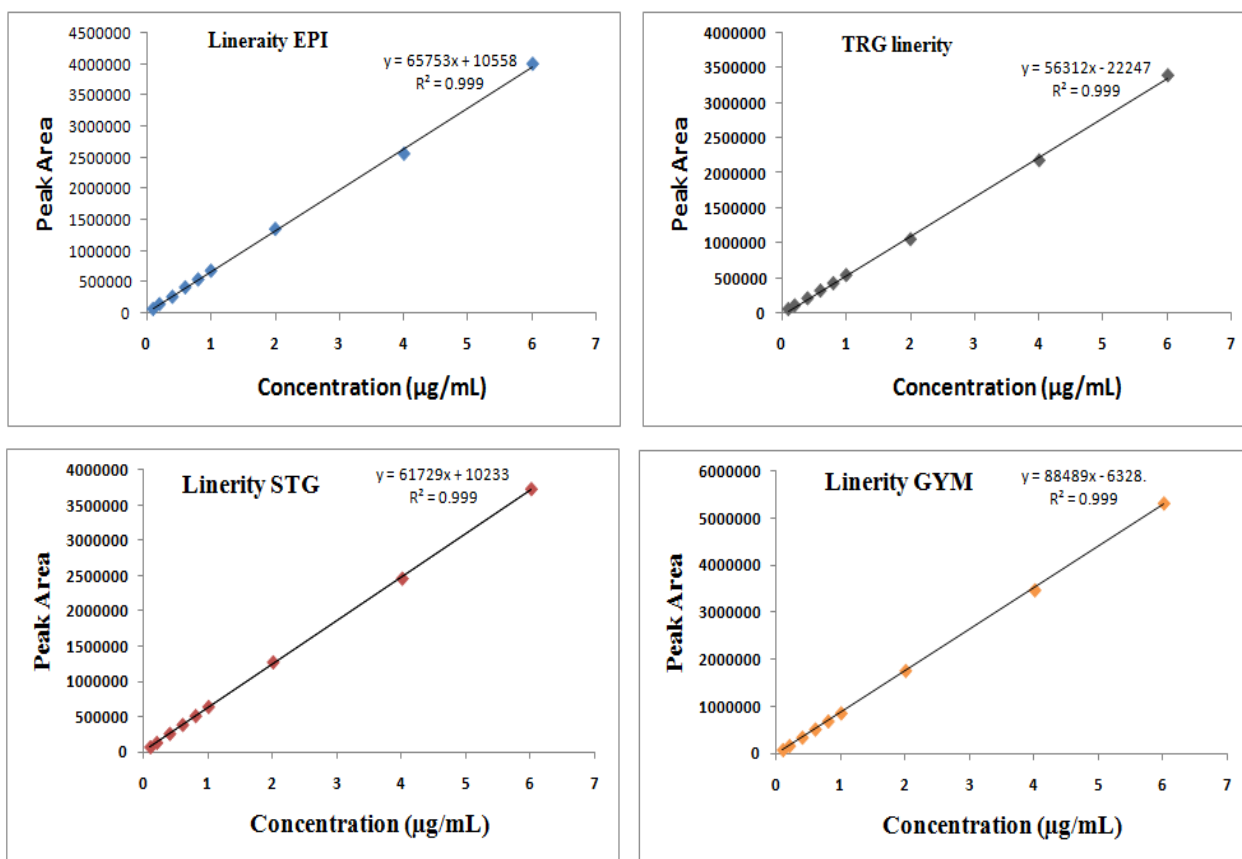 Lineraity EPI
y = 65753x + 10558
R² = 0.999
Peak Area
4500000
4000000
3500000
3000000
2500000
2000000
1500000
1000000
500000
0
0 1 2 3 4 5 6 7
Concentration (µg/mL)
TRG linerity
y = 56312x - 22247
R² = 0.999
Peak Area
4000000
3500000
3000000
2500000
2000000
1500000
1000000
500000
0
0 1 2 3 4 5 6 7
Concentration (µg/mL)
Linerity STG
y = 61729x + 10233
R² = 0.999
Peak Area
4000000
3500000
3000000
2500000
2000000
1500000
1000000
500000
0
0 1 2 3 4 5 6 7
Concentration (µg/mL)
Linerity GYM
y = 88489x - 6328.
R² = 0.999
Peak Area
6000000
5000000
4000000
3000000
2000000
1000000
0
0 1 2 3 4 5 6 7
Concentration (µg/mL)